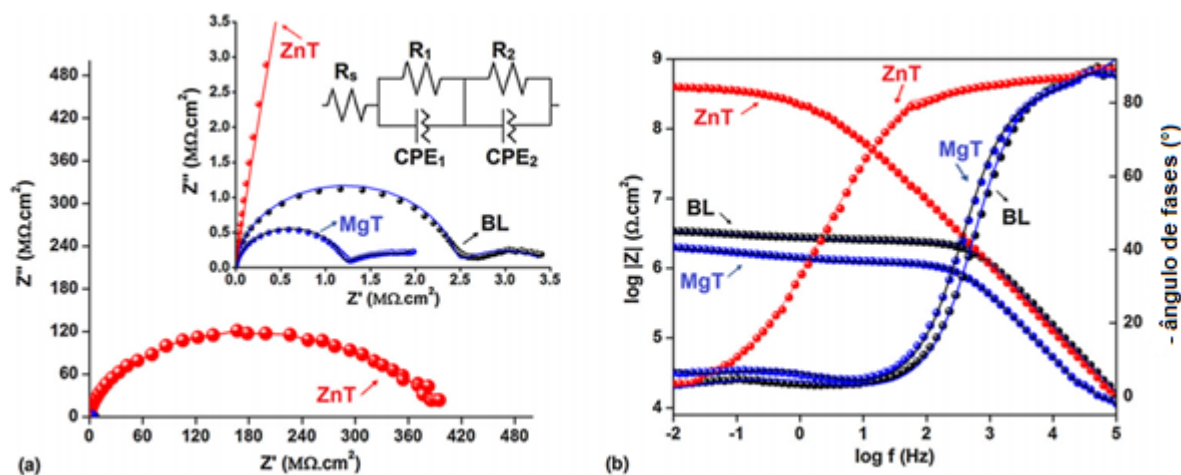 480
420
360
300
240
180
120
60
0
Z'' (MΩ.cm²)
0 60 120 180 240 300 360 420 480
Z' (MΩ.cm²)
ZnT
(a)
3.5
3.0
2.5
2.0
1.5
1.0
0.5
0.0
Z'' (MΩ.cm²)
0.0 0.5 1.0 1.5 2.0 2.5 3.0 3.5
Z' (MΩ.cm²)
ZnT
MgT
BL
Rs
R1
R2
CPE1
CPE2
9
8
7
6
5
4
log |Z| (Ω.cm²)
-2 -1 0 1 2 3 4 5
log f (Hz)
80
60
40
20
0
- ângulo de fases (°)
ZnT
ZnT
BL
MgT
MgT
BL
(b)